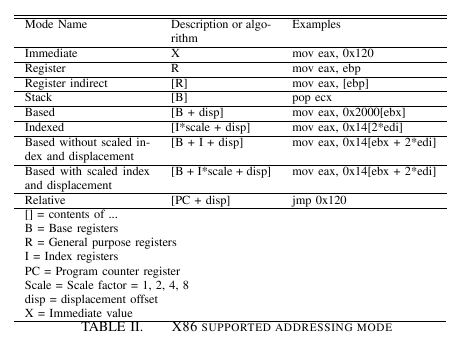 Mode Name Description or algo- Examples
rithm
Immediate X mov eax, 0x120
Register R mov eax, ebp
Register indirect [R] mov eax, [ebp]
Stack [B] pop ecx
Based [B + disp] mov eax, 0x2000[ebx]
Indexed [I*scale + disp] mov eax, 0x14[2*edi]
Based without scaled in- [B + I + disp] mov eax, 0x14[ebx + 2*edi]
dex and displacement
Based with scaled index [B + I*scale + disp] mov eax, 0x14[ebx + 2*edi]
and displacement
Relative [PC + disp] jmp 0x120
[] = contents of ...
B = Base registers
R = General purpose registers
I = Index registers
PC = Program counter register
Scale = Scale factor = 1, 2, 4, 8
disp = displacement offset
X = Immediate value
TABLE II. X86 SUPPORTED ADDRESSING MODE